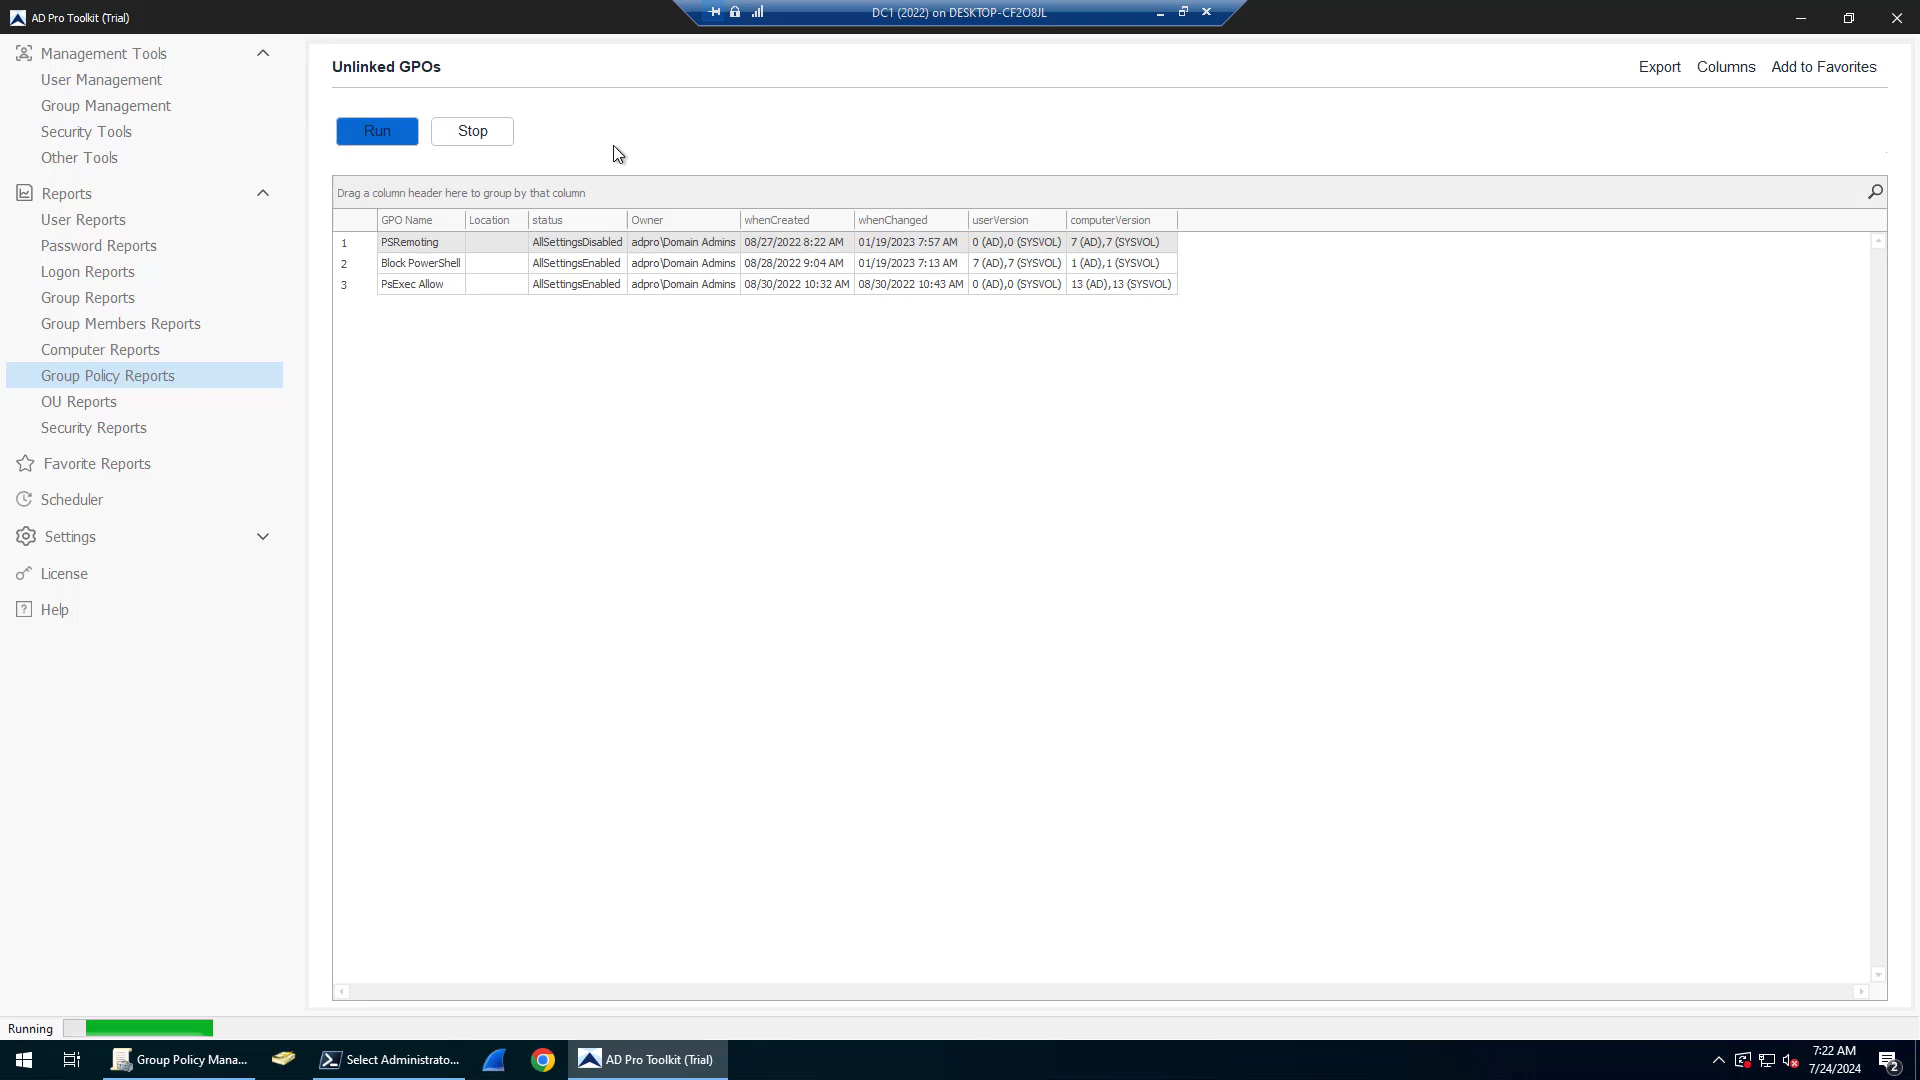 AD Pro Toolkit (Trial)
DC1 (2022) on DESKTOP-CF2O8JL
Management Tools
User Management
Group Management
Security Tools
Other Tools
Reports
User Reports
Password Reports
Logon Reports
Group Reports
Group Members Reports
Computer Reports
Group Policy Reports
OU Reports
Security Reports
Favorite Reports
Scheduler
Settings
License
Help
Unlinked GPOs
Export Columns Add to Favorites
Run Stop
Drag a column header here to group by that column
GPO Name Location status Owner whenCreated whenChanged userVersion computerVersion
1 PSRemoting AllSettingsDisabled adpro\Domain Admins 08/27/2022 8:22 AM 01/19/2023 7:57 AM 0 (AD),0 (SYSVOL) 7 (AD),7 (SYSVOL)
2 Block PowerShell AllSettingsEnabled adpro\Domain Admins 08/28/2022 9:04 AM 01/19/2023 7:13 AM 7 (AD),7 (SYSVOL) 1 (AD),1 (SYSVOL)
3 PsExec Allow AllSettingsEnabled adpro\Domain Admins 08/30/2022 10:32 AM 08/30/2022 10:43 AM 0 (AD),0 (SYSVOL) 13 (AD),13 (SYSVOL)
Running
Group Policy Mana...
Select Administrato...
AD Pro Toolkit (Trial)
7:22 AM
7/24/2024
2